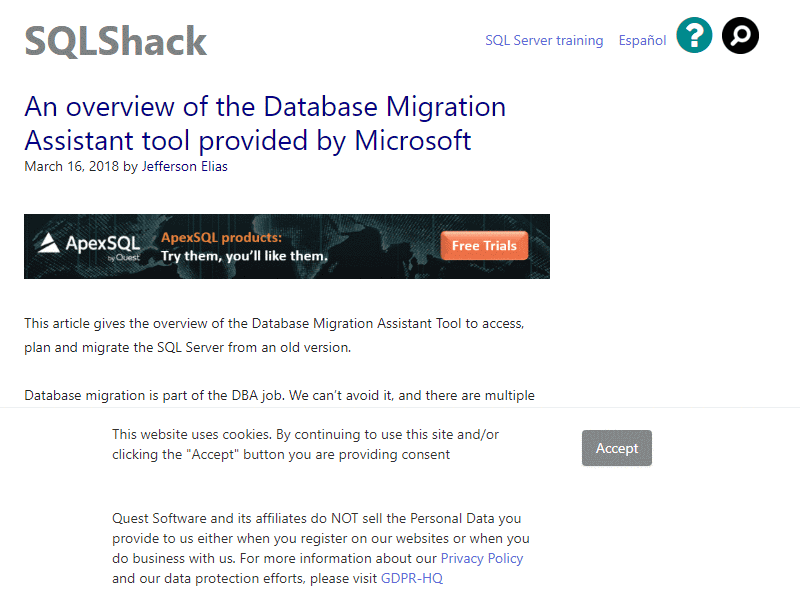 SQLShack
SQL Server training
Español
?
An overview of the Database Migration
Assistant tool provided by Microsoft
March 16, 2018 by Jefferson Elias
ApexSQL
by Quest
ApexSQL products:
Try them, you'll like them.
Free Trials
This article gives the overview of the Database Migration Assistant Tool to access,
plan and migrate the SQL Server from an old version.
Database migration is part of the DBA job. We can't avoid it, and there are multiple
This website uses cookies. By continuing to use this site and/or
clicking the "Accept" button you are providing consent
Accept
Quest Software and its affiliates do NOT sell the Personal Data you
provide to us either when you register on our websites or when you
do business with us. For more information about our Privacy Policy
and our data protection efforts, please visit GDPR-HQ